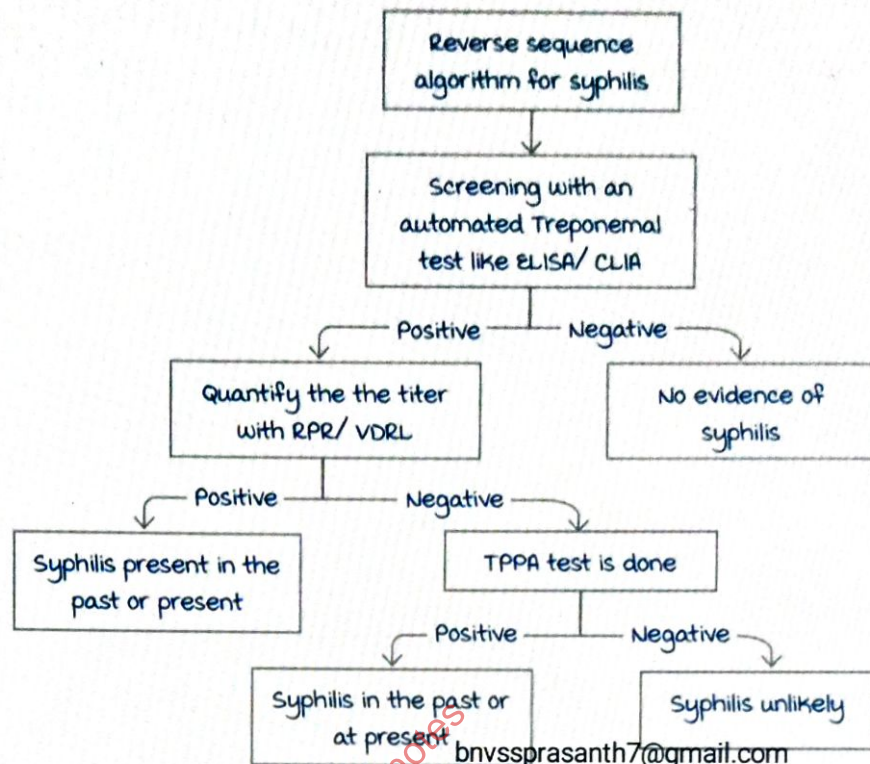 Reverse sequence
algorithm for syphilis
Screening with an
automated Treponemal
test like ELISA/ CLIA
Positive
Negative
Quantify the the titer
with RPR/ VDRL
No evidence of
syphilis
Positive
Negative
Syphilis present in the
past or present
TPPA test is done
Positive
Negative
Syphilis in the past or
at present
Syphilis unlikely
notes
bnvssprasanth7@gmail.com